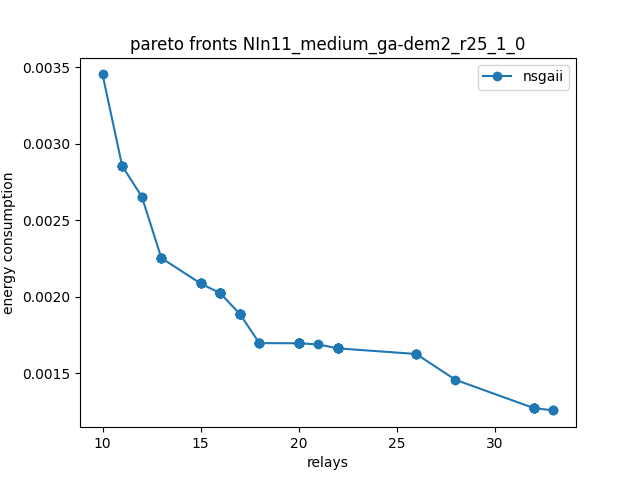 pareto fronts NIn11_medium_ga-dem2_r25_1_0
nsgaii
energy consumption
0.0035
0.0030
0.0025
0.0020
0.0015
10 15 20 25 30
relays